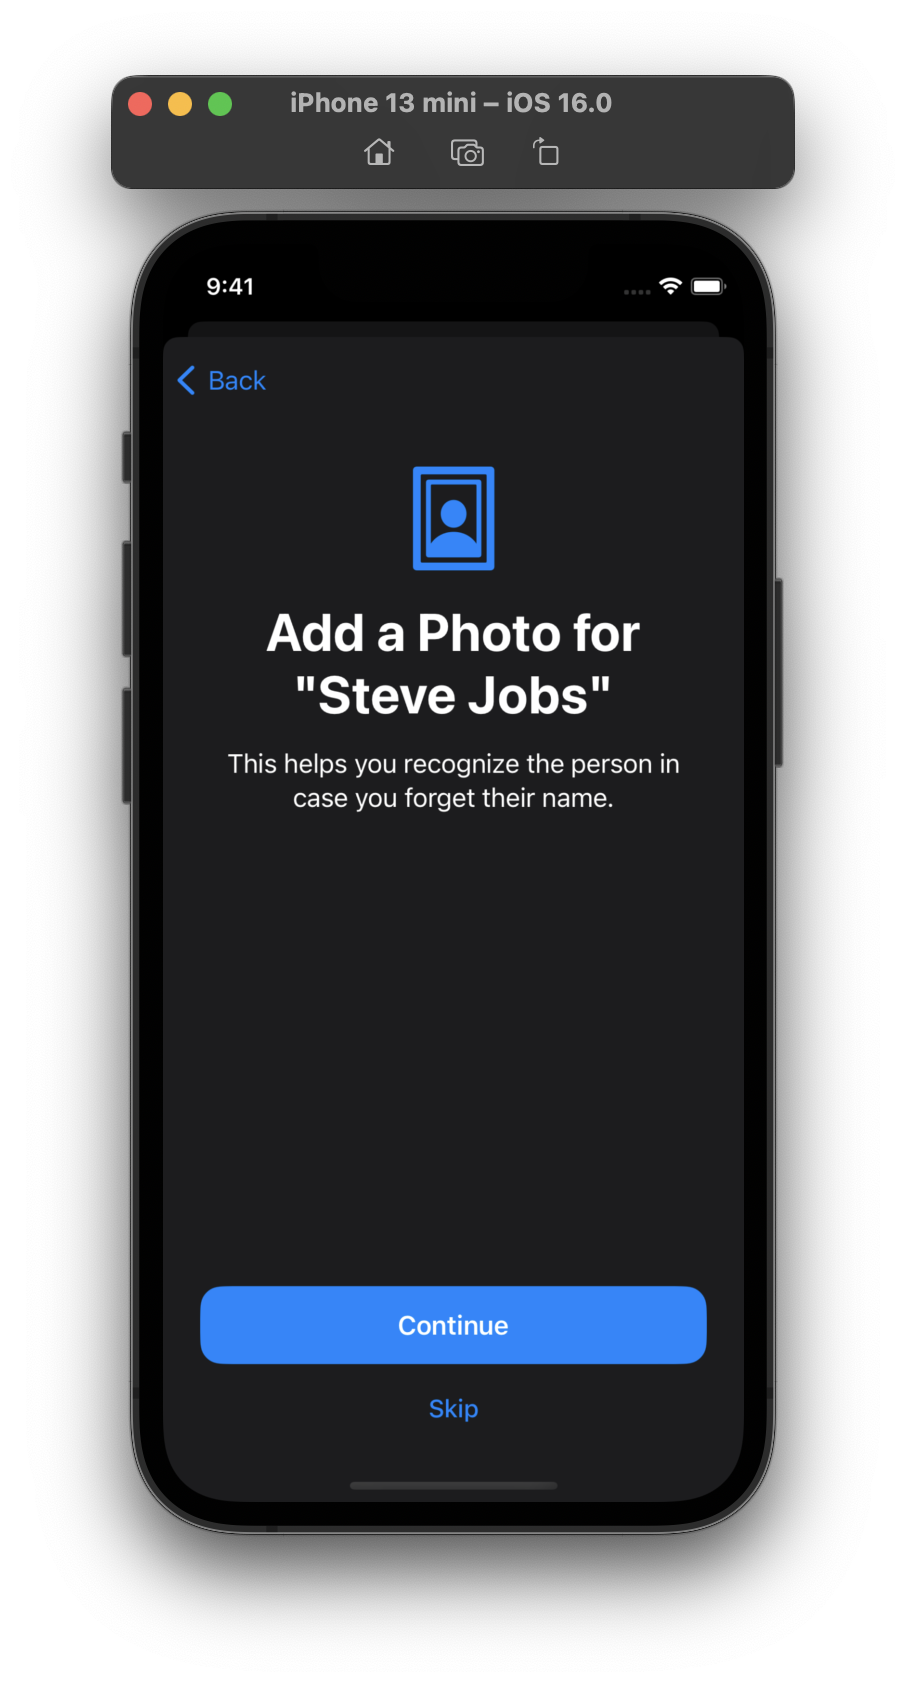 iPhone 13 mini – iOS 16.0
9:41
Back
Add a Photo for
"Steve Jobs"
This helps you recognize the person in
case you forget their name.
Continue
Skip